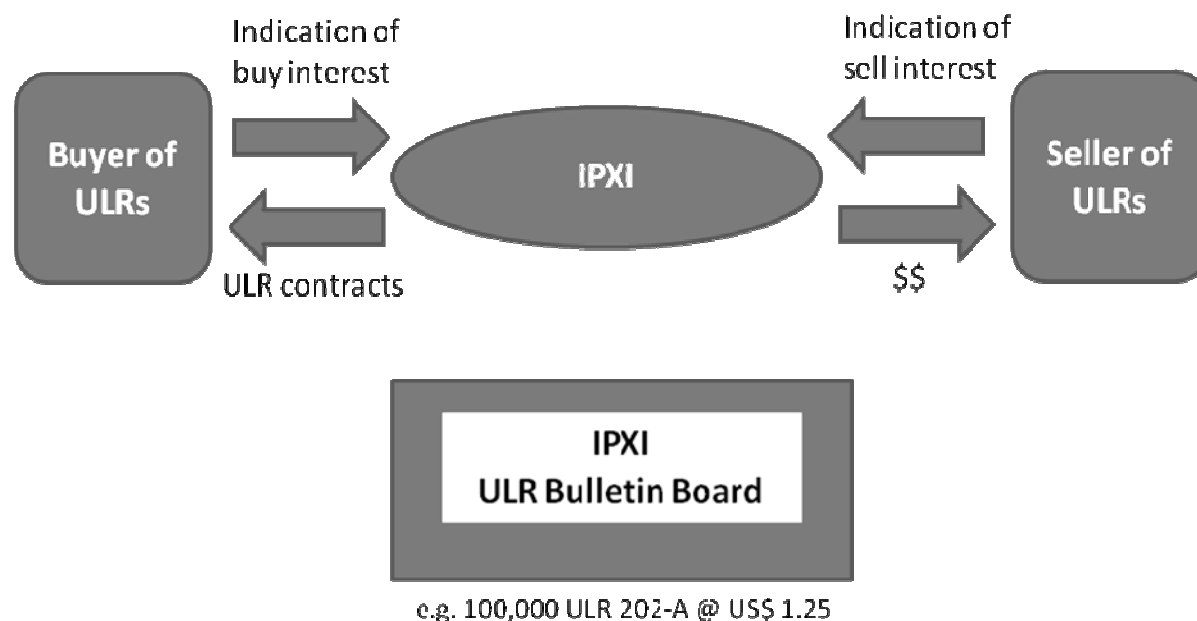 Indication of
buy interest
Indication of
sell interest
Buyer of
ULRs
IPXI
Seller of
ULRs
ULR contracts
$$
IPXI
ULR Bulletin Board
e.g. 100,000 ULR 202-A @ US$ 1.25